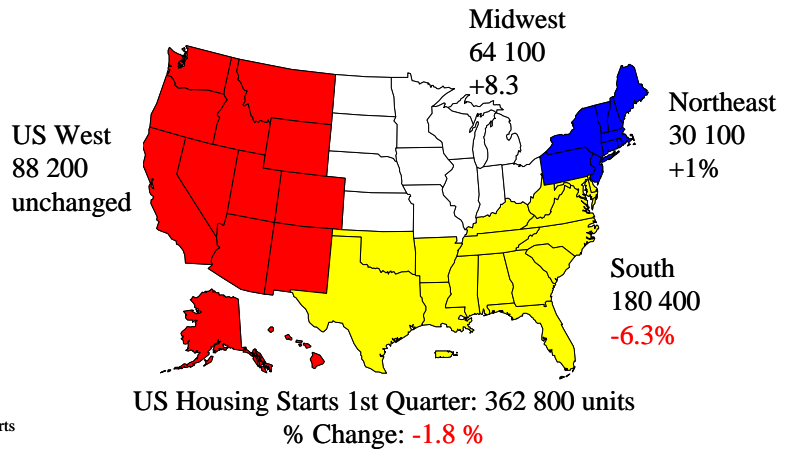 Midwest
64 100
+8.3
Northeast
30 100
+1%
US West
88 200
unchanged
South
180 400
-6.3%
US Housing Starts 1st Quarter: 362 800 units
% Change: -1.8 %